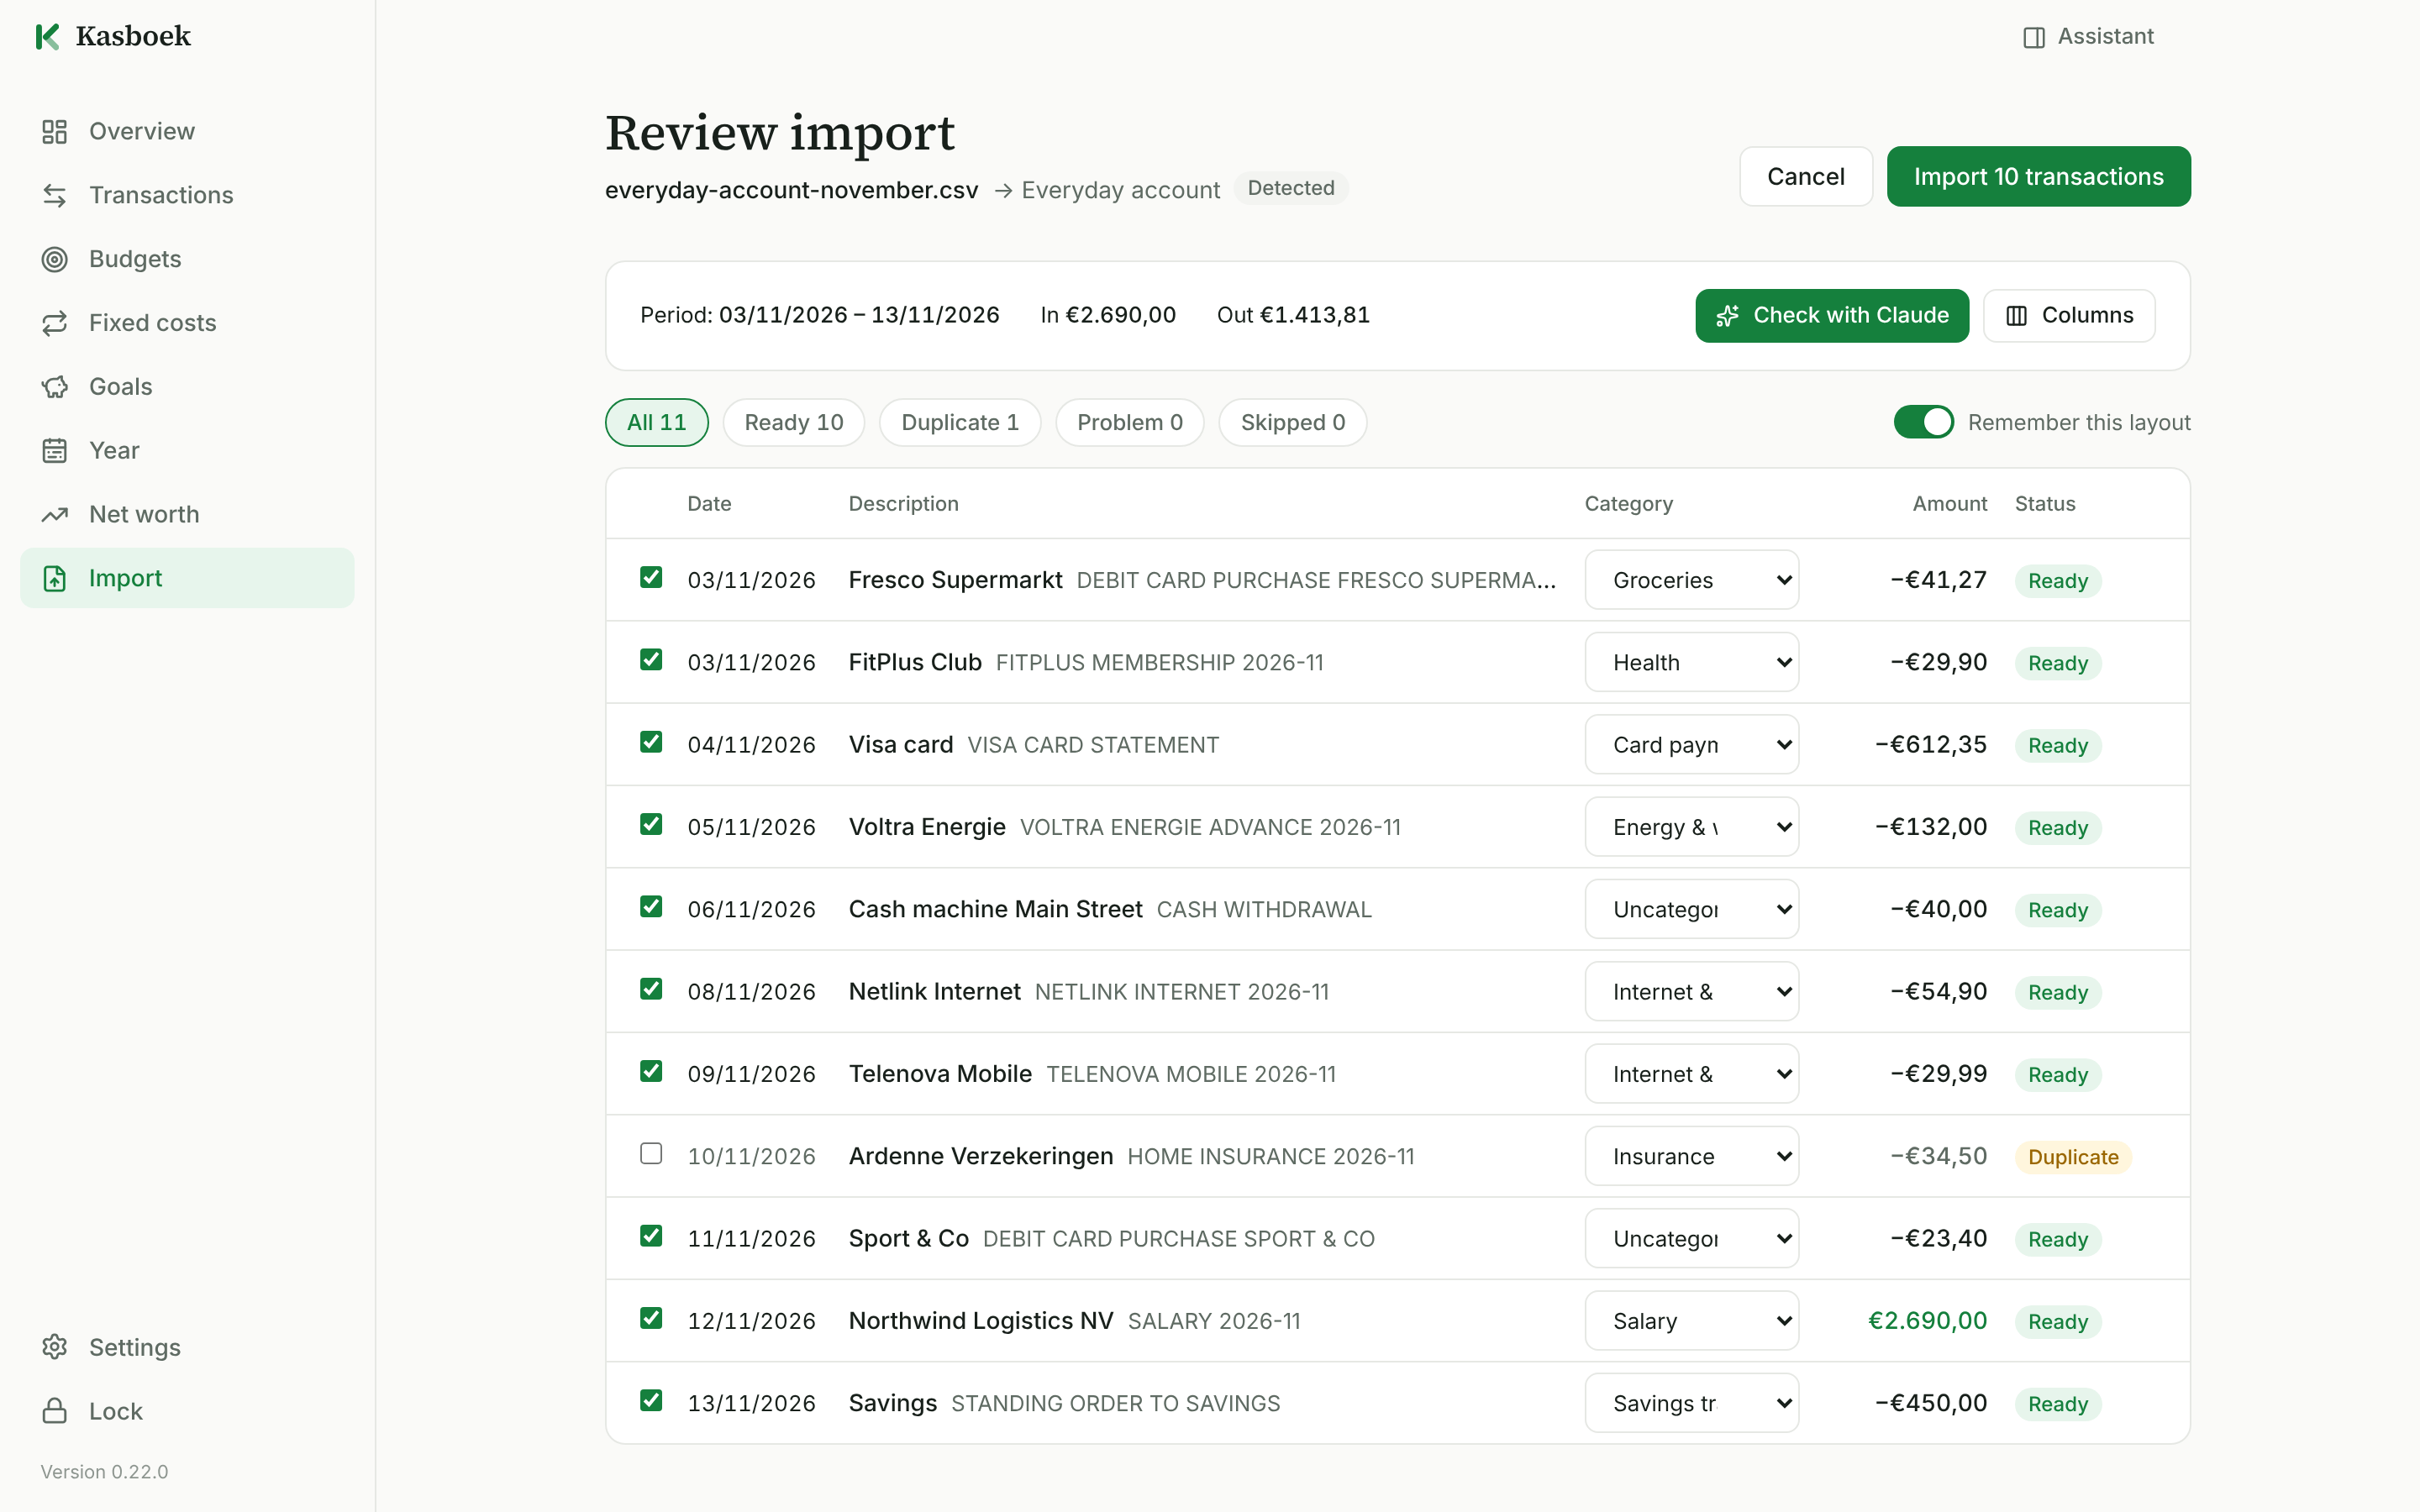 Kasboek
Assistant
Overview
Transactions
Budgets
Fixed costs
Goals
Year
Net worth
Import
Settings
Lock
Version 0.22.0
Review import
everyday-account-november.csv → Everyday account Detected
Cancel
Import 10 transactions
Period: 03/11/2026 – 13/11/2026 In €2.690,00 Out €1.413,81
Check with Claude
Columns
All 11 Ready 10 Duplicate 1 Problem 0 Skipped 0
Remember this layout
Date Description Category Amount Status
03/11/2026 Fresco Supermarkt DEBIT CARD PURCHASE FRESCO SUPERMA... Groceries −€41,27 Ready
03/11/2026 FitPlus Club FITPLUS MEMBERSHIP 2026-11 Health −€29,90 Ready
04/11/2026 Visa card VISA CARD STATEMENT Card paym −€612,35 Ready
05/11/2026 Voltra Energie VOLTRA ENERGIE ADVANCE 2026-11 Energy & −€132,00 Ready
06/11/2026 Cash machine Main Street CASH WITHDRAWAL Uncategor −€40,00 Ready
08/11/2026 Netlink Internet NETLINK INTERNET 2026-11 Internet & −€54,90 Ready
09/11/2026 Telenova Mobile TELENOVA MOBILE 2026-11 Internet & −€29,99 Ready
10/11/2026 Ardenne Verzekeringen HOME INSURANCE 2026-11 Insurance −€34,50 Duplicate
11/11/2026 Sport & Co DEBIT CARD PURCHASE SPORT & CO Uncategor −€23,40 Ready
12/11/2026 Northwind Logistics NV SALARY 2026-11 Salary €2.690,00 Ready
13/11/2026 Savings STANDING ORDER TO SAVINGS Savings tr −€450,00 Ready